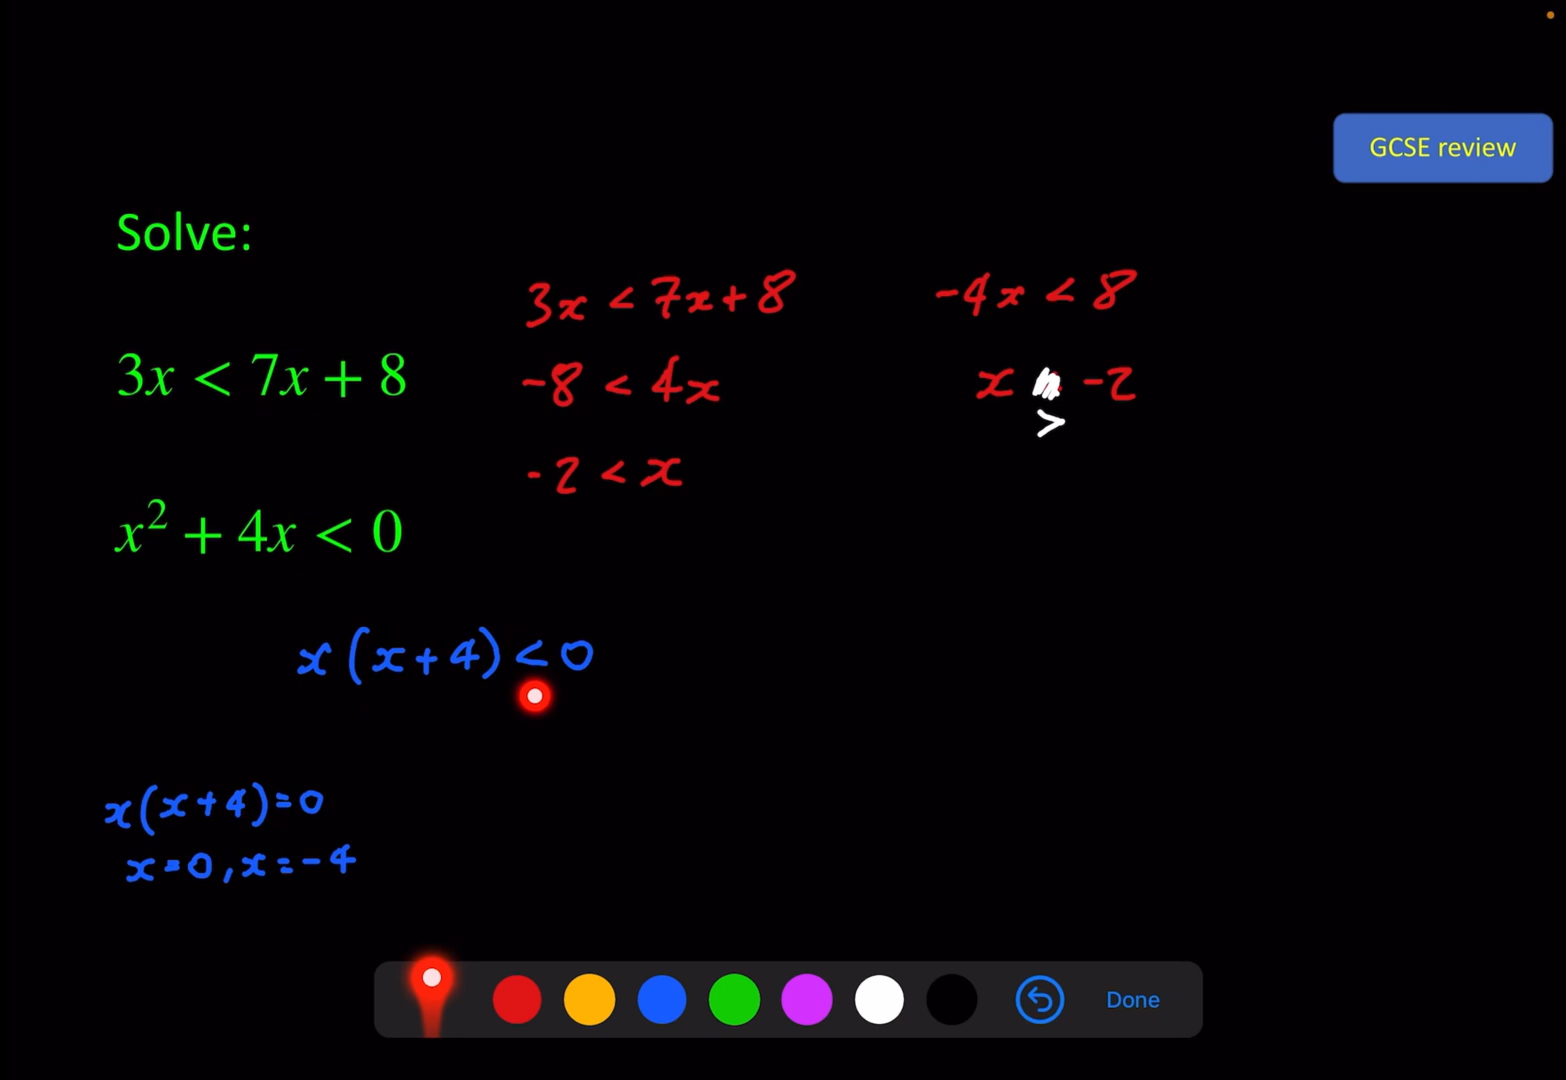 GCSE review
Solve:
3x < 7x + 8
-8 < 4x
-2 < x
-4x < 8
x -2
>
3x < 7x + 8
x² + 4x < 0
x(x+4) < 0
x(x+4)=0
x=0, x=-4
Done